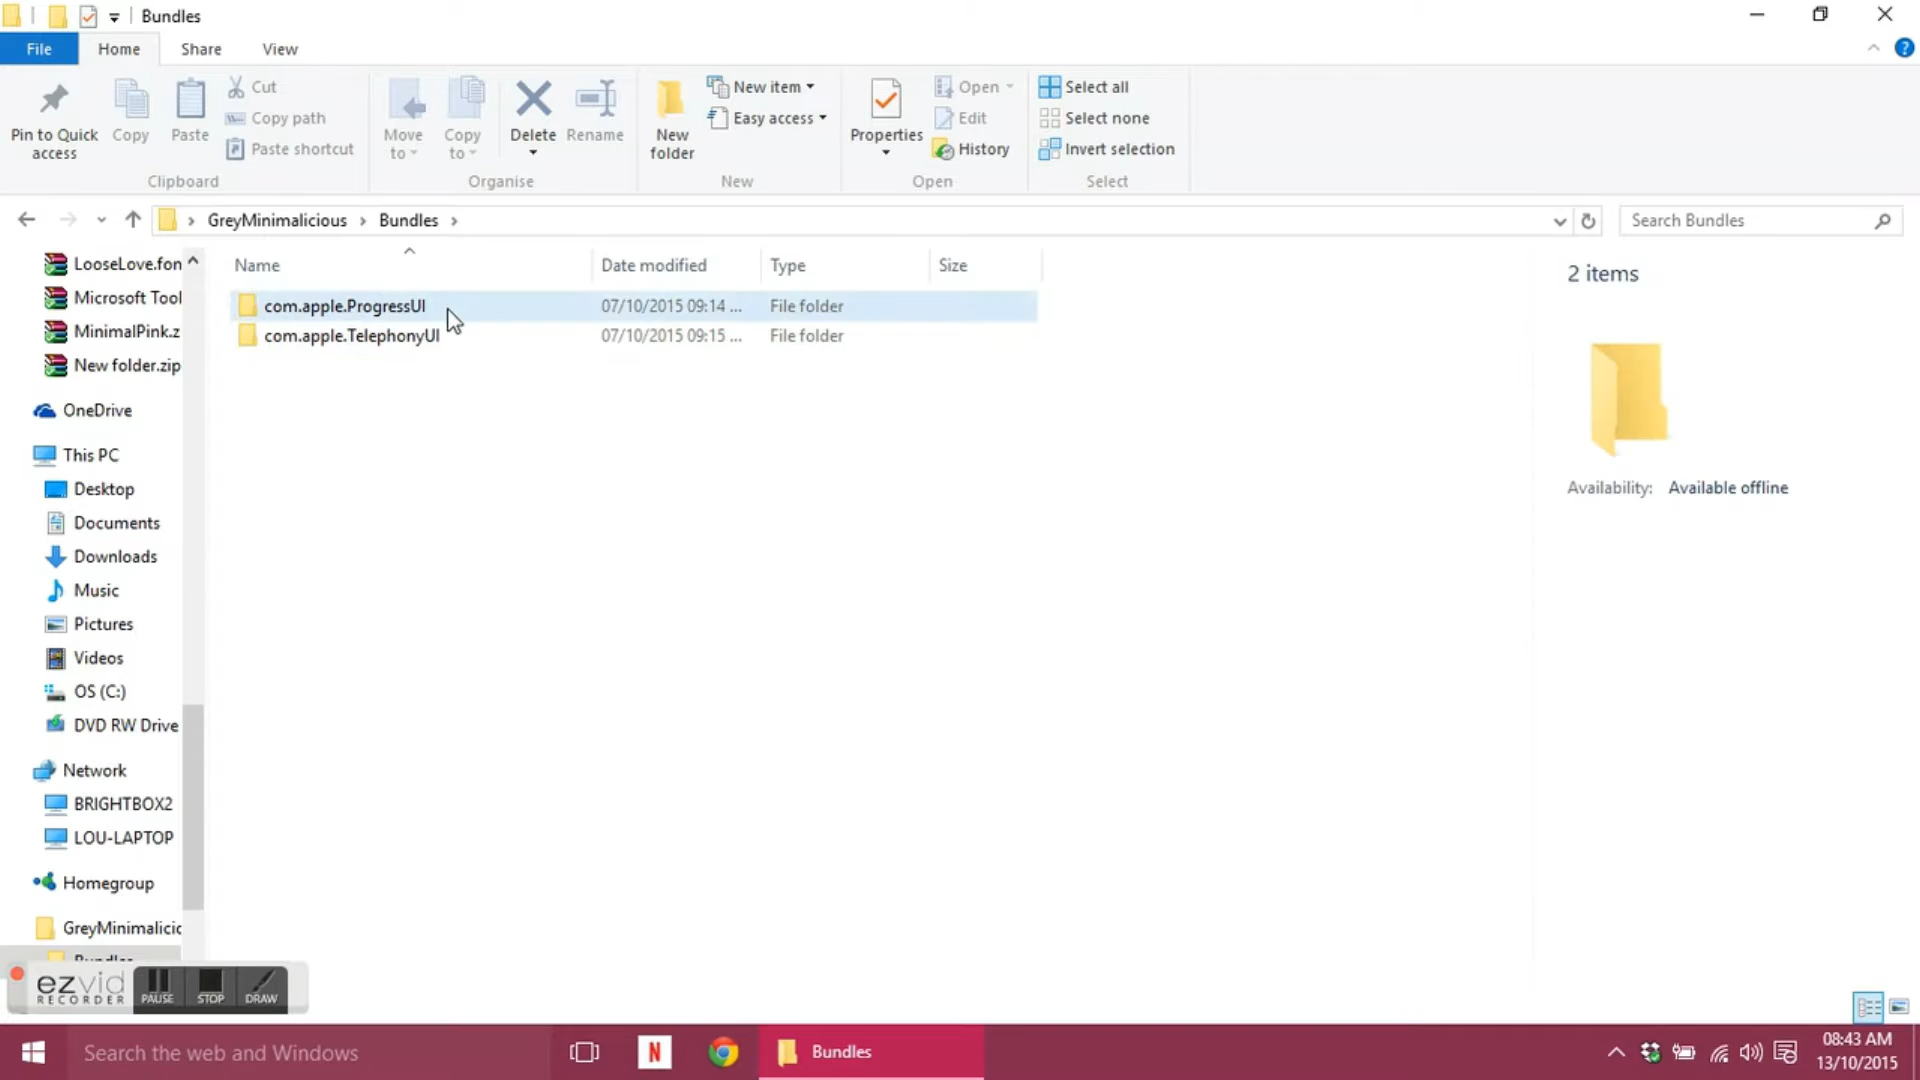 Bundles
File Home Share View
Pin to Quick access
Copy
Paste
Cut
Copy path
Paste shortcut
Clipboard
Move to
Copy to
Delete
Rename
Organise
New folder
New item
Easy access
New
Properties
Open
Edit
History
Open
Select all
Select none
Invert selection
Select
GreyMinimalicious > Bundles >
Search Bundles
LooseLove.fon
Microsoft Tool
MinimalPink.z
New folder.zip
OneDrive
This PC
Desktop
Documents
Downloads
Music
Pictures
Videos
OS (C:)
DVD RW Drive
Network
BRIGHTBOX2
LOU-LAPTOP
Homegroup
GreyMinimalicio
Bundles
Name Date modified Type Size
com.apple.ProgressUI 07/10/2015 09:14 ... File folder
com.apple.TelephonyUI 07/10/2015 09:15 ... File folder
2 items
Availability: Available offline
ezvid
RECORDER
PAUSE STOP DRAW
Search the web and Windows
N
Bundles
08:43 AM
13/10/2015